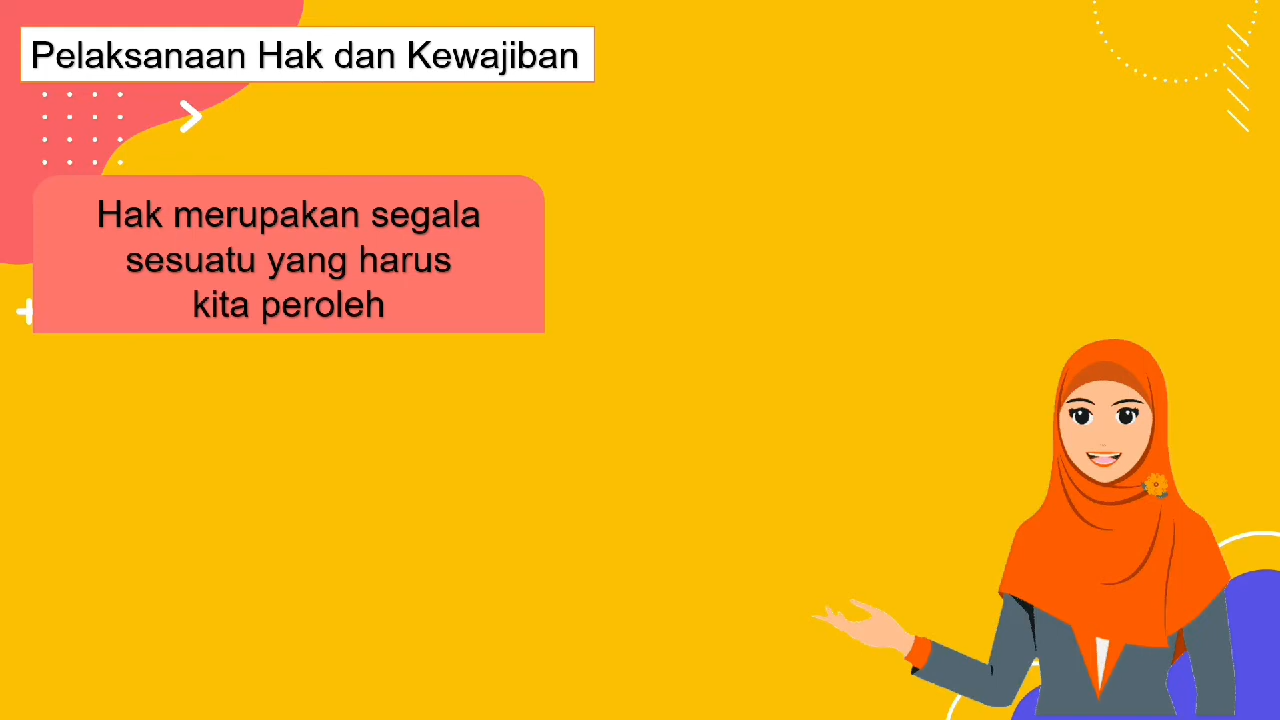 Pelaksanaan Hak dan Kewajiban
Hak merupakan segala
sesuatu yang harus
kita peroleh